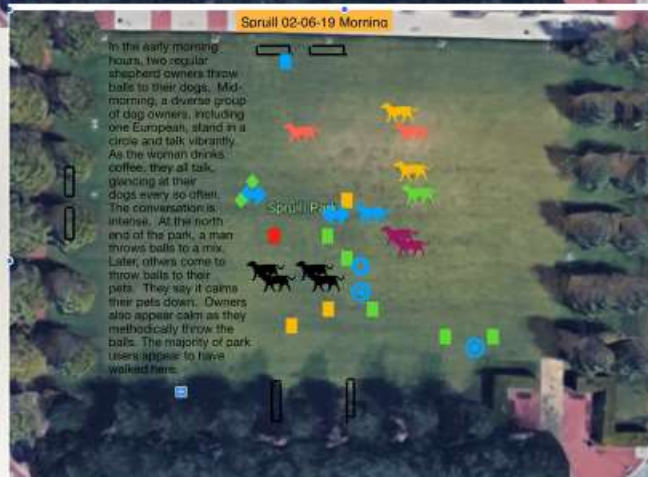 Spruill 02-06-19 Morning
In the early morning
hours, two regular
shepherd owners throw
balls to their dogs.  Mid-
morning, a diverse group
of dog owners, including
one European, stand in a
circle and talk vibrantly.
As the woman drinks
coffee, they all talk,
glancing at their
dogs every so often.
The conversation is
intense.  At the north
end of the park, a man
throws balls to a mix.
Later, others come to
throw balls to their
pets.  They say it calms
their pets down.  Owners
also appear calm as they
methodically throw the
balls. The majority of park
users appear to have
walked here.
Spruill Park